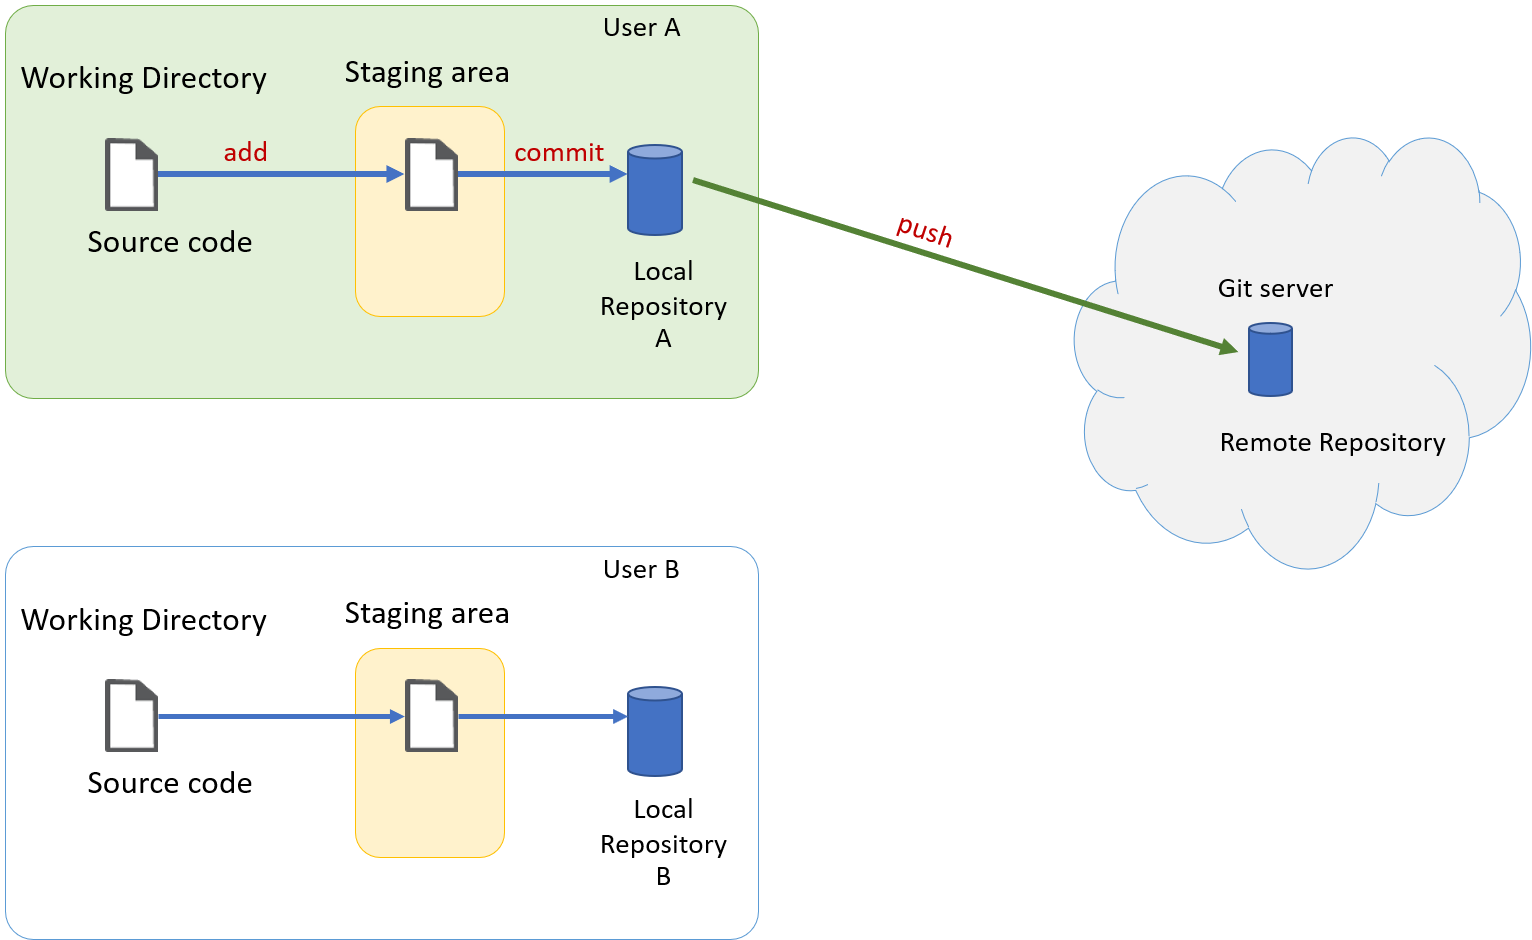 User A
Working Directory
Staging area
add
commit
Source code
Local
Repository
A
push
Git server
Remote Repository
User B
Working Directory
Staging area
Source code
Local
Repository
B